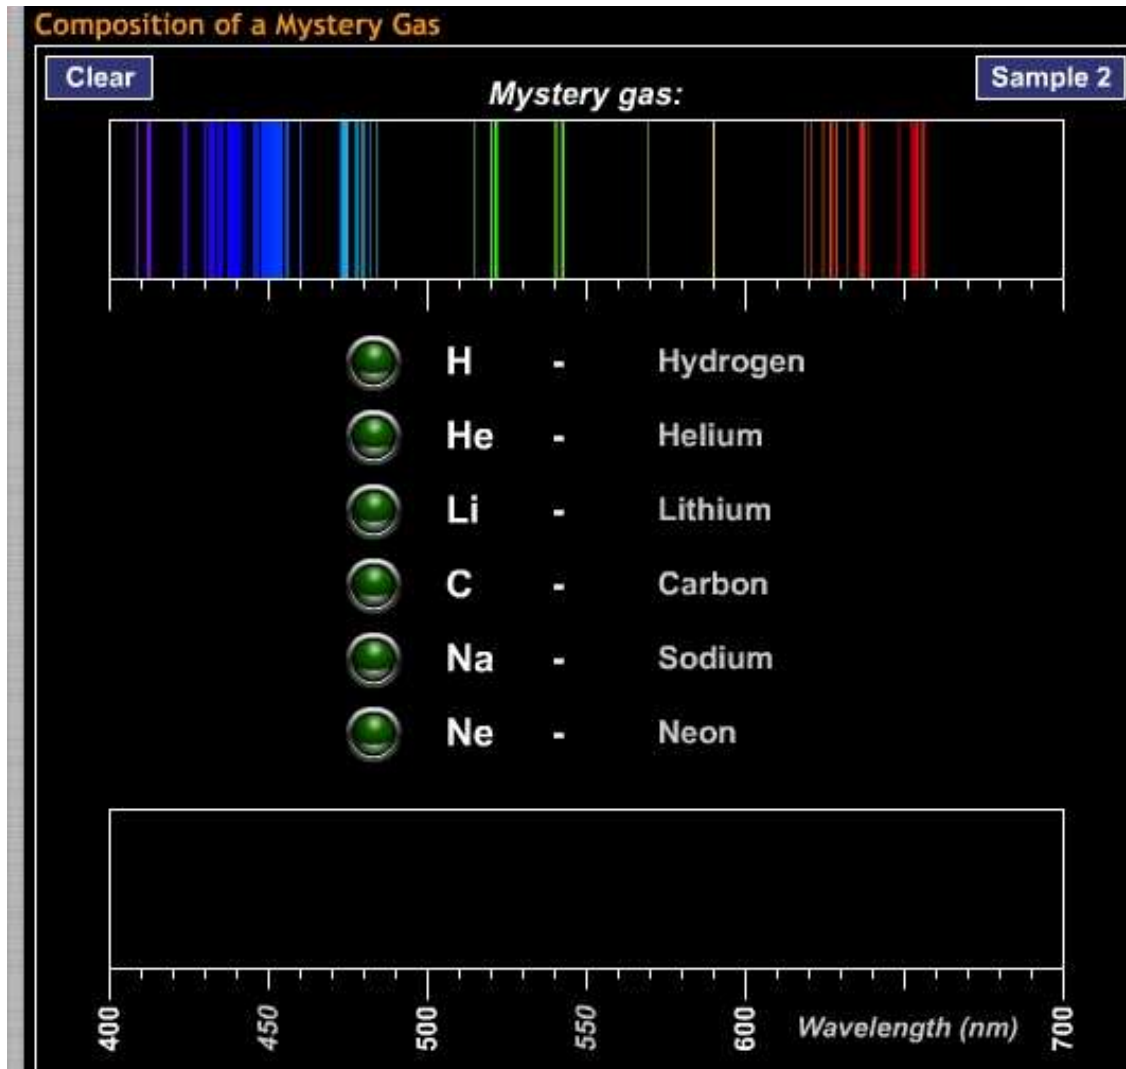 Composition of a Mystery Gas
Clear
Mystery gas:
Sample 2
H - Hydrogen
He - Helium
Li - Lithium
C - Carbon
Na - Sodium
Ne - Neon
400 450 500 550 600 Wavelength (nm) 700